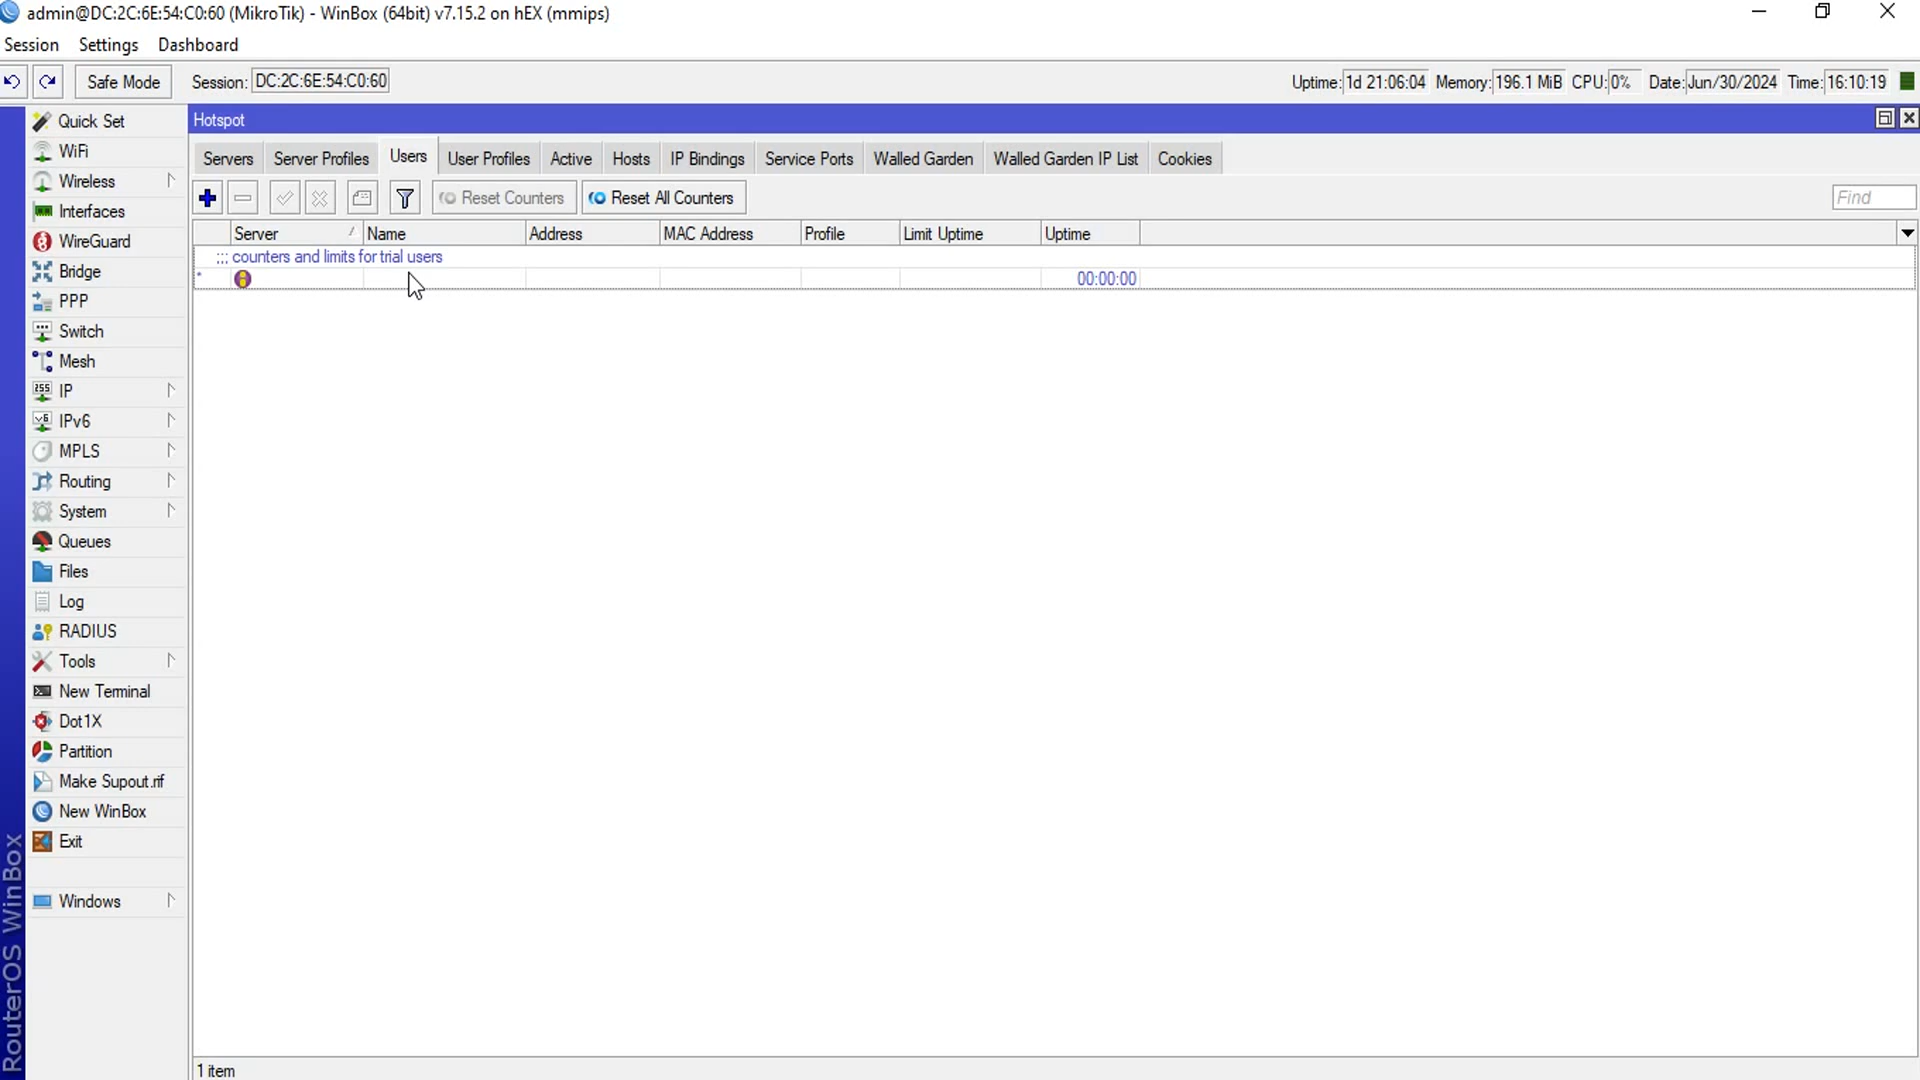 admin@DC:2C:6E:54:C0:60 (MikroTik) - WinBox (64bit) v7.15.2 on hEX (mmips)
Session Settings Dashboard
Safe Mode Session: DC:2C:6E:54:C0:60 Uptime: 1d 21:06:04 Memory: 196.1 MiB CPU: 0% Date: Jun/30/2024 Time: 16:10:19
Hotspot
Servers Server Profiles Users User Profiles Active Hosts IP Bindings Service Ports Walled Garden Walled Garden IP List Cookies
Reset Counters Reset All Counters Find
Server Name Address MAC Address Profile Limit Uptime Uptime
;;; counters and limits for trial users
* 00:00:00
1 item
Quick Set
WiFi
Wireless
Interfaces
WireGuard
Bridge
PPP
Switch
Mesh
IP
IPv6
MPLS
Routing
System
Queues
Files
Log
RADIUS
Tools
New Terminal
Dot1X
Partition
Make Supout.rif
New WinBox
Exit
Windows
RouterOS WinBox